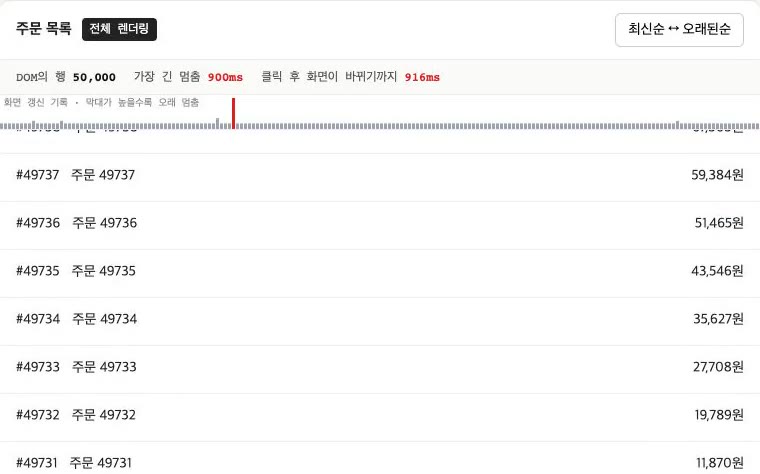 주문 목록 전체 렌더링 최신순 ↔ 오래된순
DOM의 행 50,000 가장 긴 멈춤 900ms 클릭 후 화면이 바뀌기까지 916ms
화면 갱신 기록 · 막대가 높을수록 오래 멈춤
#49737 주문 49737 59,384원
#49736 주문 49736 51,465원
#49735 주문 49735 43,546원
#49734 주문 49734 35,627원
#49733 주문 49733 27,708원
#49732 주문 49732 19,789원
#49731 주문 49731 11,870원